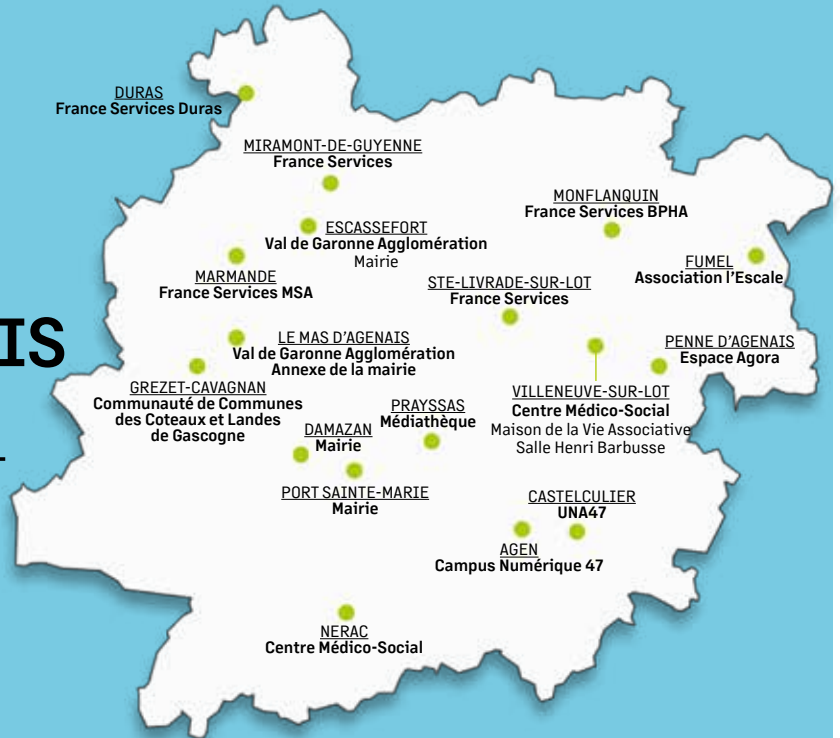 DURAS
France Services Duras
MIRAMONT-DE-GUYENNE
France Services
MONFLANQUIN
France Services BPHA
ESCASSEFORT
Val de Garonne Agglomération
Mairie
FUMEL
Association l'Escale
MARMANDE
France Services MSA
STE-LIVRADE-SUR-LOT
France Services
IS
LE MAS D'AGENAIS
Val de Garonne Agglomération
Annexe de la mairie
PENNE D'AGENAIS
Espace Agora
GREZET-CAVAGNAN
Communauté de Communes
des Coteaux et Landes
de Gascogne
VILLENEUVE-SUR-LOT
Centre Médico-Social
Maison de la Vie Associative
Salle Henri Barbusse
PRAYSSAS
Médiathèque
DAMAZAN
Mairie
PORT SAINTE-MARIE
Mairie
CASTELCULIER
UNA47
AGEN
Campus Numérique 47
NERAC
Centre Médico-Social